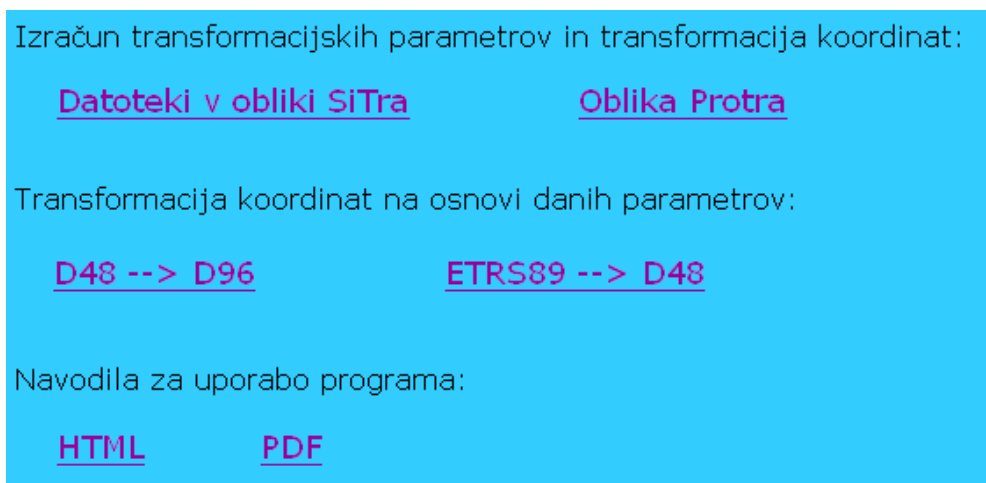 Izračun transformacijskih parametrov in transformacija koordinat:
Datoteki v obliki SiTra Oblika Protra
Transformacija koordinat na osnovi danih parametrov:
D48 --> D96 ETRS89 --> D48
Navodila za uporabo programa:
HTML PDF